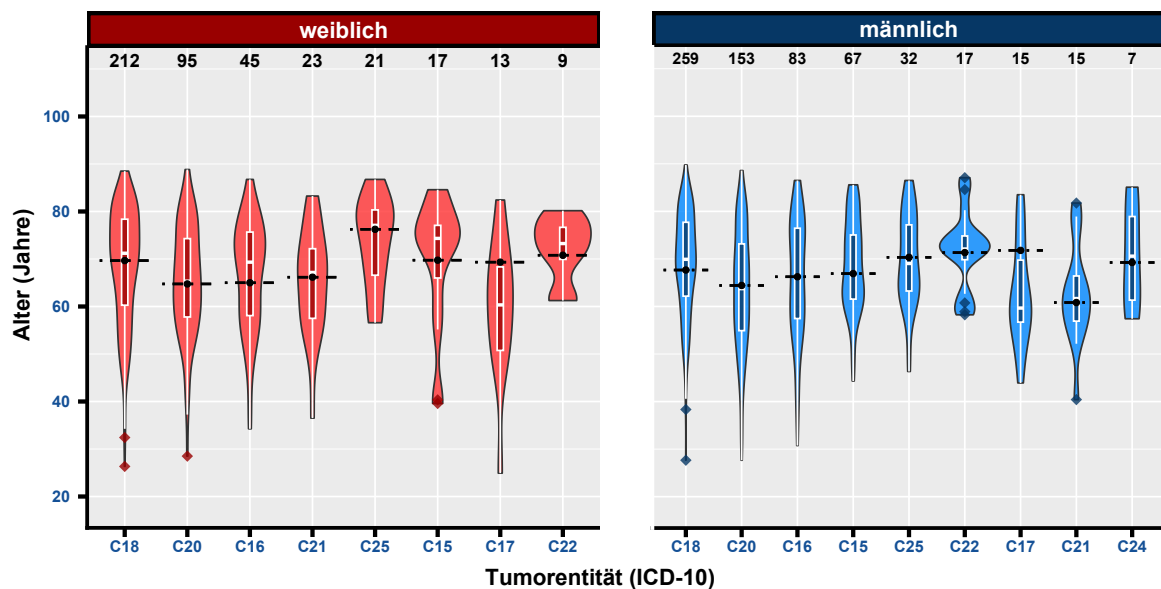 weiblich männlich
212 95 45 23 21 17 13 9 259 153 83 67 32 17 15 15 7
100
80
60
40
20
Alter (Jahre)
C18 C20 C16 C21 C25 C15 C17 C22 C18 C20 C16 C15 C25 C22 C17 C21 C24
Tumorentität (ICD-10)